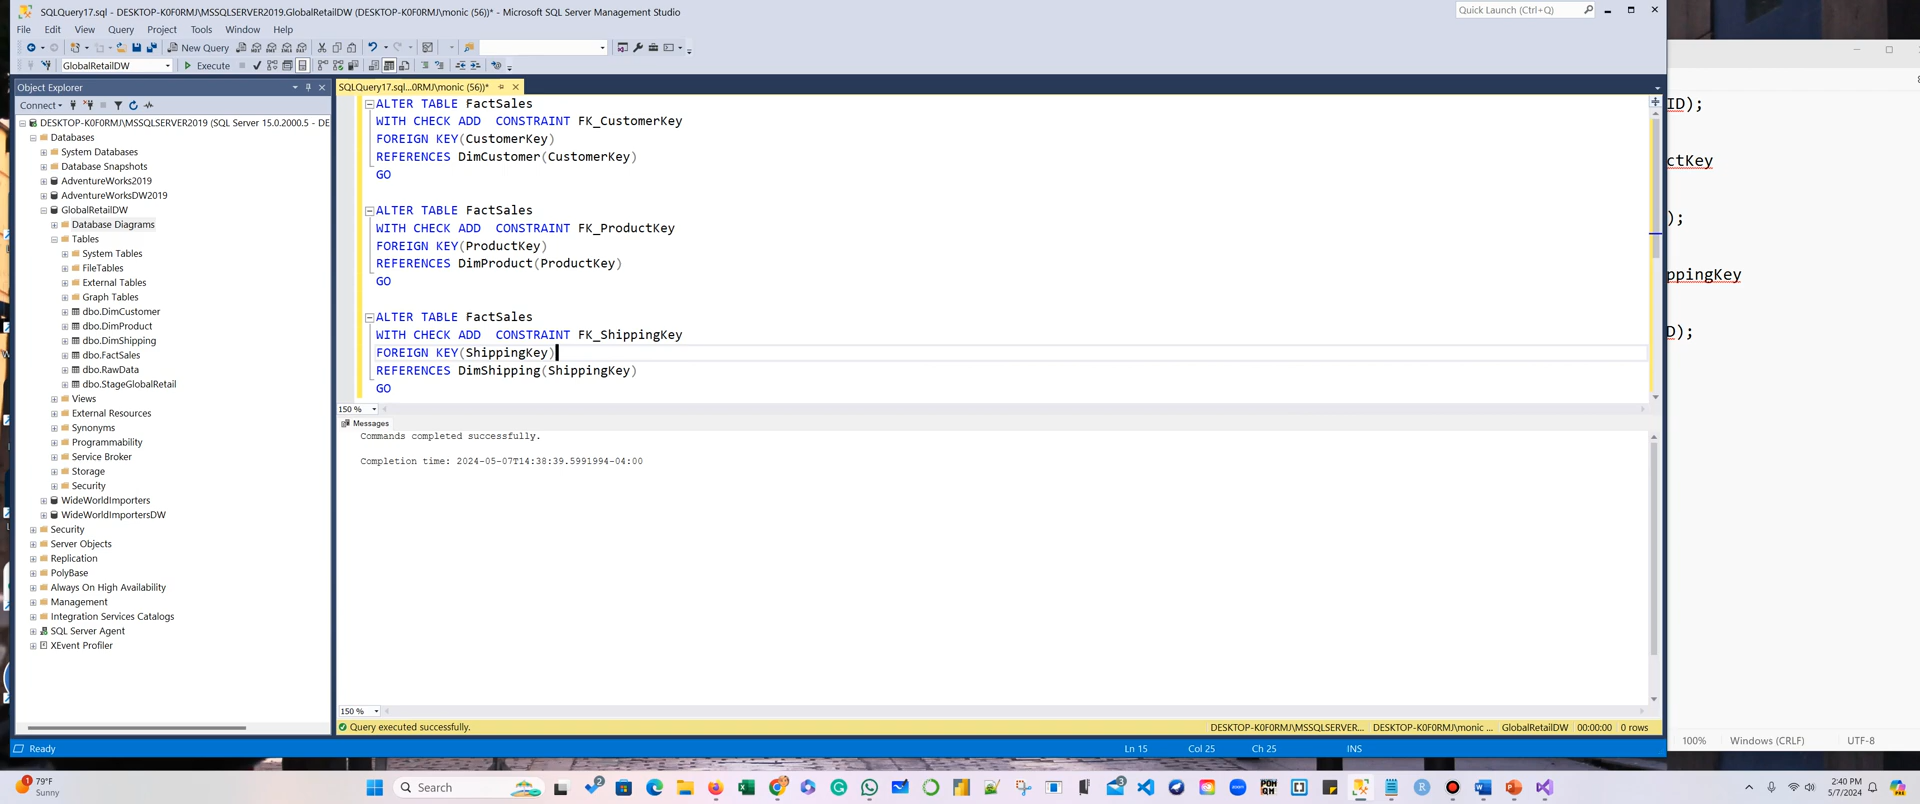 SQLQuery17.sql - DESKTOP-K0F0RMJ\MSSQLSERVER2019.GlobalRetailDW (DESKTOP-K0F0RMJ\monic (56))* - Microsoft SQL Server Management Studio
Quick Launch (Ctrl+Q)
File Edit View Query Project Tools Window Help
New Query
GlobalRetailDW
Execute
Object Explorer
Connect
DESKTOP-K0F0RMJ\MSSQLSERVER2019 (SQL Server 15.0.2000.5 - DE
Databases
System Databases
Database Snapshots
AdventureWorks2019
AdventureWorksDW2019
GlobalRetailDW
Database Diagrams
Tables
System Tables
FileTables
External Tables
Graph Tables
dbo.DimCustomer
dbo.DimProduct
dbo.DimShipping
dbo.FactSales
dbo.RawData
dbo.StageGlobalRetail
Views
External Resources
Synonyms
Programmability
Service Broker
Storage
Security
WideWorldImporters
WideWorldImportersDW
Security
Server Objects
Replication
PolyBase
Always On High Availability
Management
Integration Services Catalogs
SQL Server Agent
XEvent Profiler
SQLQuery17.sql...0RMJ\monic (56))*
ALTER TABLE FactSales
WITH CHECK ADD  CONSTRAINT FK_CustomerKey
FOREIGN KEY(CustomerKey)
REFERENCES DimCustomer(CustomerKey)
GO
ALTER TABLE FactSales
WITH CHECK ADD  CONSTRAINT FK_ProductKey
FOREIGN KEY(ProductKey)
REFERENCES DimProduct(ProductKey)
GO
ALTER TABLE FactSales
WITH CHECK ADD  CONSTRAINT FK_ShippingKey
FOREIGN KEY(ShippingKey)
REFERENCES DimShipping(ShippingKey)
GO
150 %
Messages
Commands completed successfully.
Completion time: 2024-05-07T14:38:39.5991994-04:00
150 %
Query executed successfully.
DESKTOP-K0F0RMJ\MSSQLSERVER... DESKTOP-K0F0RMJ\monic ... GlobalRetailDW 00:00:00 0 rows
Ready
Ln 15 Col 25 Ch 25 INS
ID);
ctKey
);
ppingKey
D);
100% Windows (CRLF) UTF-8
1
79°F
Sunny
Search
2
3
2:40 PM
5/7/2024